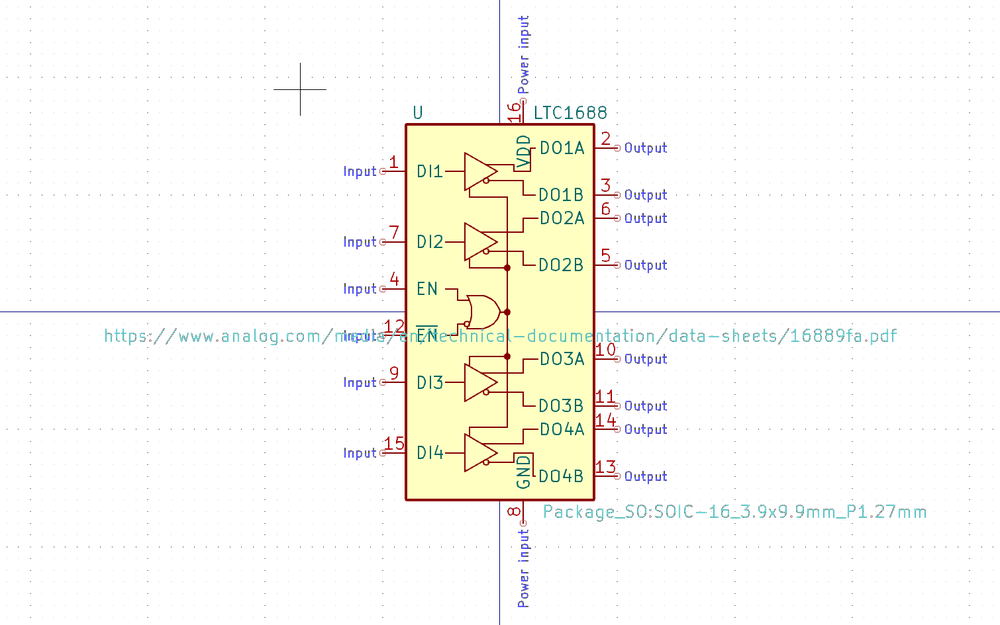 Power input
16
U
LTC1688
VDD
DO1A
2
Output
Input
1
DI1
DO1B
3
Output
DO2A
6
Output
Input
7
DI2
DO2B
5
Output
Input
4
EN
Input
12
EN
https://www.analog.com/media/en/technical-documentation/data-sheets/16889fa.pdf
DO3A
10
Output
Input
9
DI3
DO3B
11
Output
DO4A
14
Output
Input
15
DI4
DO4B
13
Output
GND
8
Package_SO:SOIC-16_3.9x9.9mm_P1.27mm
Power input